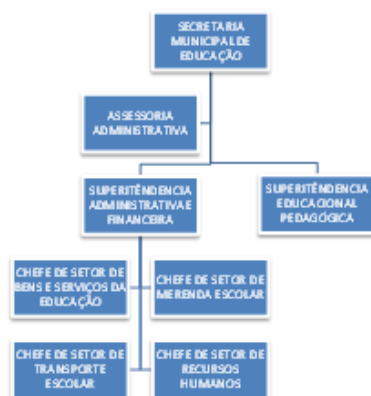 SECRETARIA
MUNICIPAL DE
EDUCAÇÃO
ASSESSORIA
ADMINISTRATIVA
SUPERITÊNDENCIA
ADMINISTRATIVA E
FINANCEIRA
SUPERITÊNDENCIA
EDUCACIONAL
PEDAGÓGICA
CHEFE DE SETOR DE
BENS E SERVIÇOS DA
EDUCAÇÃO
CHEFE DE SETOR DE
MERENDA ESCOLAR
CHEFE DE SETOR DE
TRANSPORTE
ESCOLAR
CHEFE DE SETOR DE
RECURSOS
HUMANOS